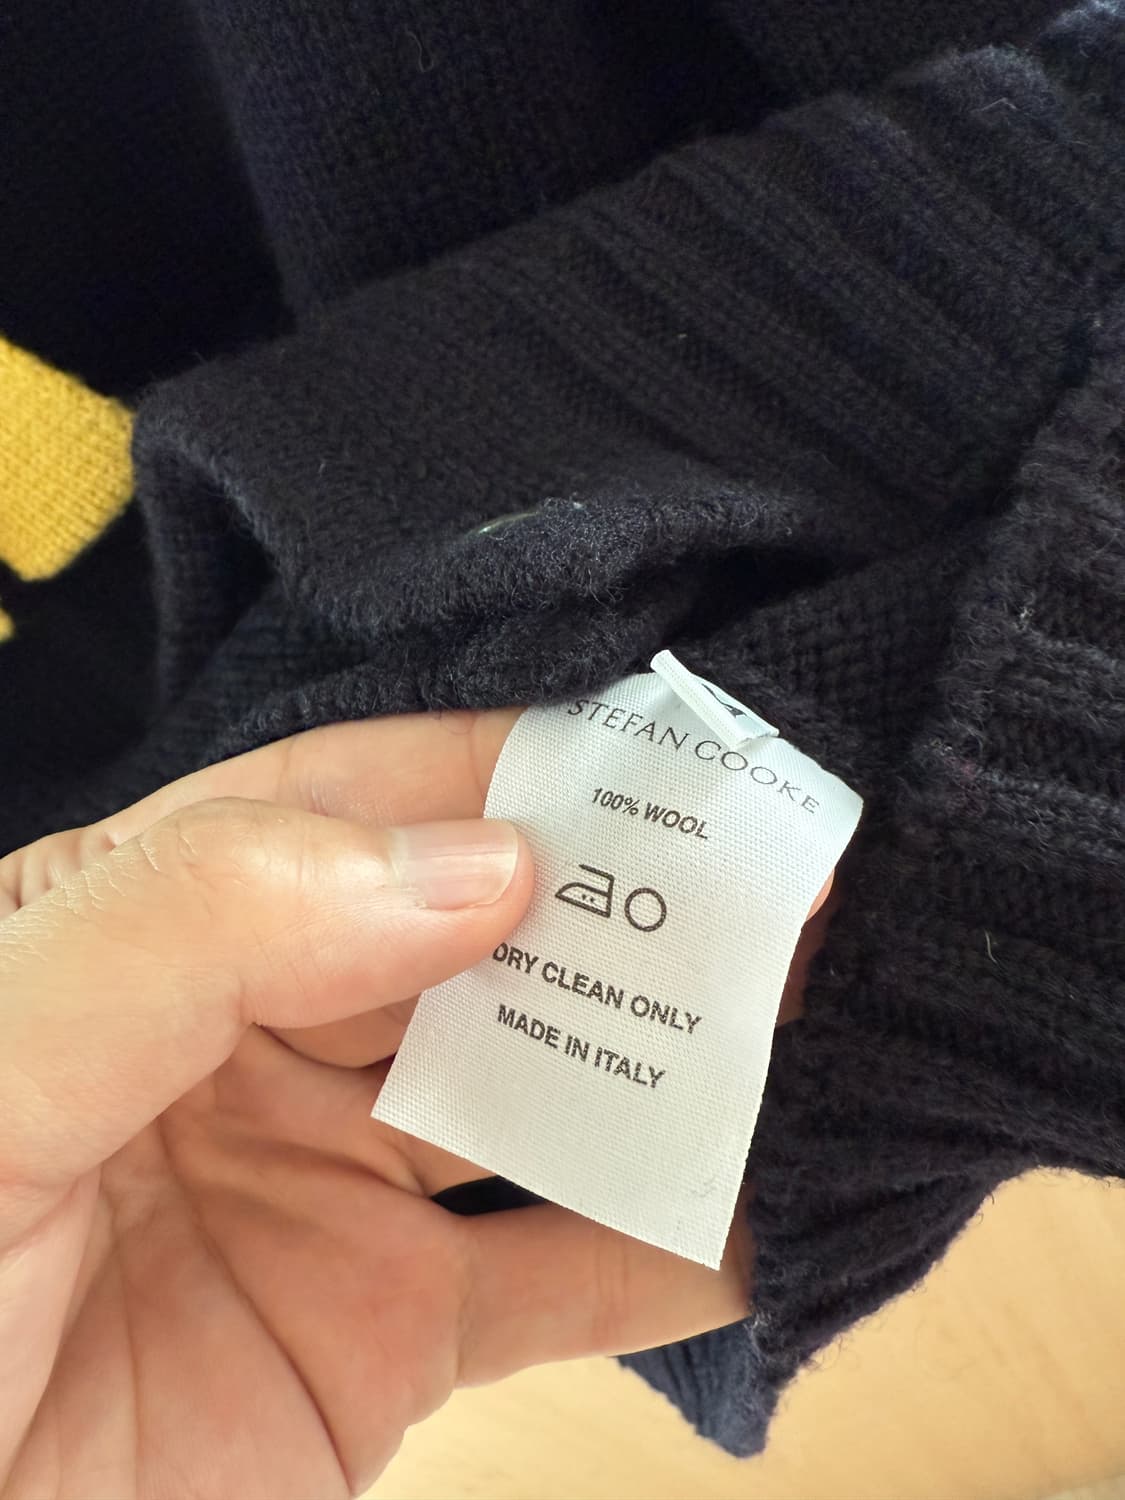 STEFAN COOKE
100% WOOL
DRY CLEAN ONLY
MADE IN ITALY